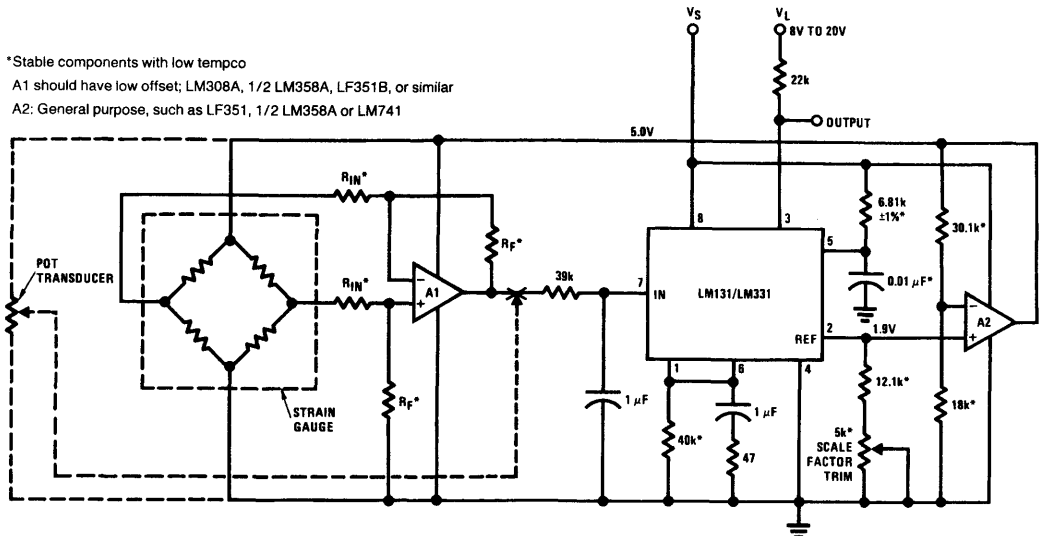 *Stable components with low tempco
A1 should have low offset; LM308A, 1/2 LM358A, LF351B, or similar
A2: General purpose, such as LF351, 1/2 LM358A or LM741
VS
VL
8V TO 20V
22k
OUTPUT
5.0V
RIN*
6.81k
±1%*
30.1k*
RF*
8
3
5
POT
TRANSDUCER
RIN*
-
+
A1
39k
7
IN
LM131/LM331
0.01 μF*
-
+
A2
REF
2
1.9V
1
6
4
12.1k*
RF*
STRAIN
GAUGE
1 μF
1 μF
40k*
47
5k*
SCALE
FACTOR
TRIM
18k*